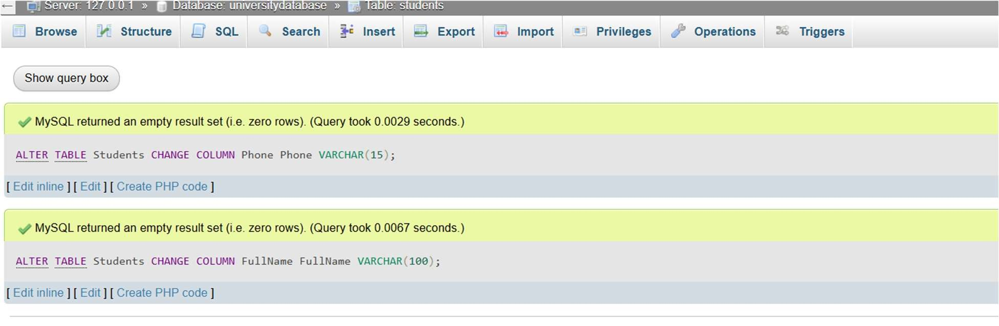 Server: 127.0.0.1 » Database: universitydatabase » Table: students
Browse Structure SQL Search Insert Export Import Privileges Operations Triggers
Show query box
MySQL returned an empty result set (i.e. zero rows). (Query took 0.0029 seconds.)
ALTER TABLE Students CHANGE COLUMN Phone Phone VARCHAR(15);
[ Edit inline ] [ Edit ] [ Create PHP code ]
MySQL returned an empty result set (i.e. zero rows). (Query took 0.0067 seconds.)
ALTER TABLE Students CHANGE COLUMN FullName FullName VARCHAR(100);
[ Edit inline ] [ Edit ] [ Create PHP code ]